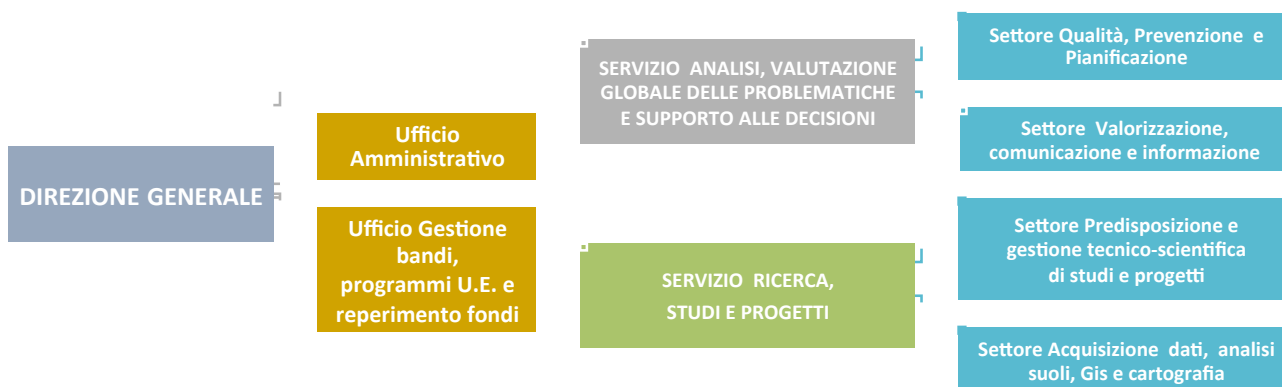 DIREZIONE GENERALE
Ufficio
Amministrativo
Ufficio Gestione
bandi,
programmi U.E. e
reperimento fondi
SERVIZIO ANALISI, VALUTAZIONE
GLOBALE DELLE PROBLEMATICHE
E SUPPORTO ALLE DECISIONI
SERVIZIO RICERCA,
STUDI E PROGETTI
Settore Qualità, Prevenzione e
Pianificazione
Settore Valorizzazione,
comunicazione e informazione
Settore Predisposizione e
gestione tecnico-scientifica
di studi e progetti
Settore Acquisizione dati, analisi
suoli, Gis e cartografia